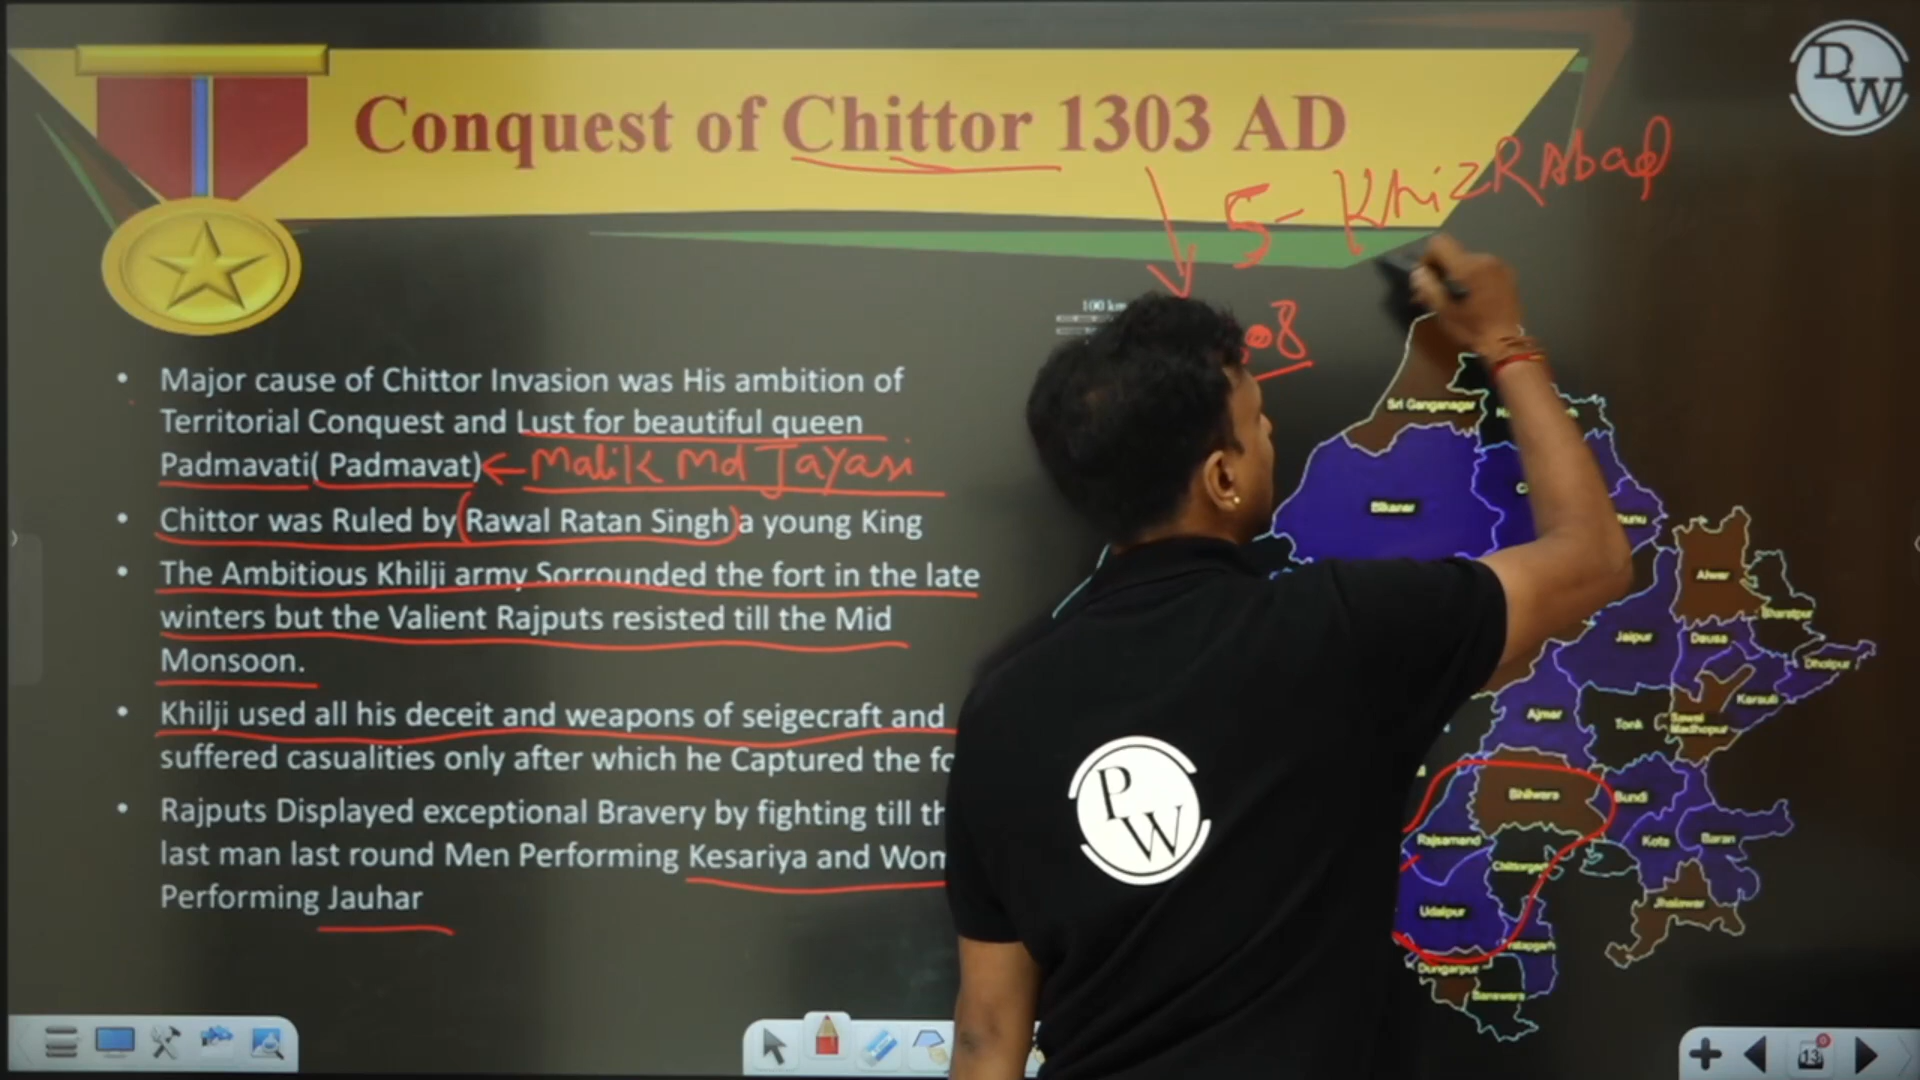 Conquest of Chittor 1303 AD
5- KhizRAbad
08
100 km
• Major cause of Chittor Invasion was His ambition of
Territorial Conquest and Lust for beautiful queen
Padmavati( Padmavat) ← Malik Md Jayasi
• Chittor was Ruled by (Rawal Ratan Singh) a young King
• The Ambitious Khilji army Sorrounded the fort in the late
winters but the Valient Rajputs resisted till the Mid
Monsoon.
• Khilji used all his deceit and weapons of seigecraft and
suffered casualities only after which he Captured the
• Rajputs Displayed exceptional Bravery by fighting till
last man last round Men Performing Kesariya and
Performing Jauhar
Sri Ganganagar
Bikaner
Alwar
Bharatpur
Jaipur
Dausa
Dholpur
Karauli
Ajmer
Tonk
Sawai
Madhopur
Bhilwara
Bundi
Rajsamand
Kota
Baran
Chittorgarh
Jhalawar
Udaipur
Dungarpur
Banswara
PW
PW
13